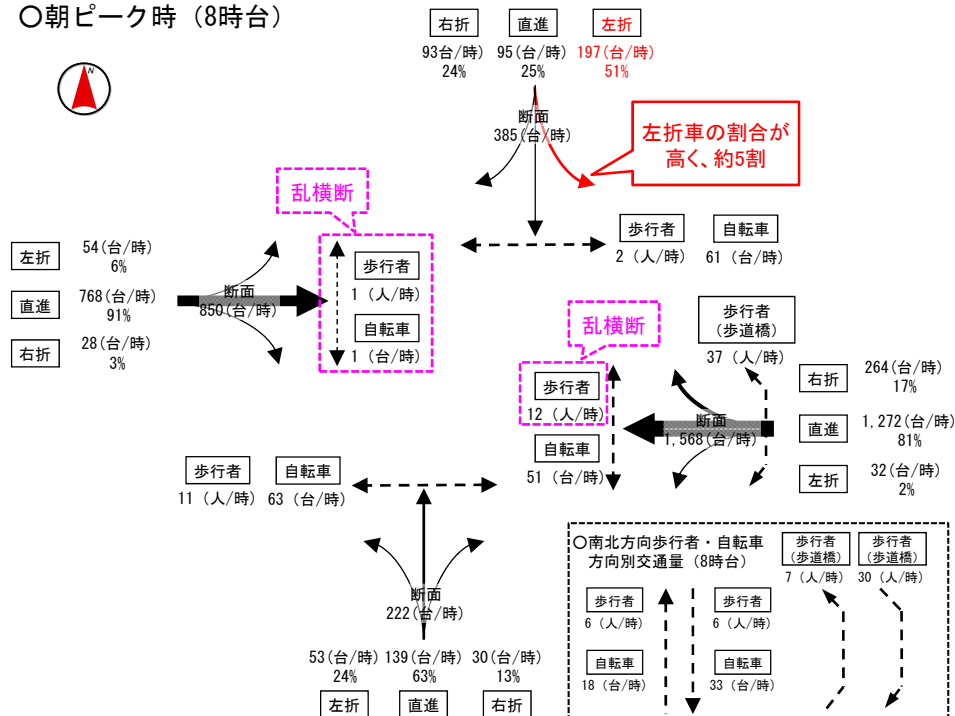 〇朝ピーク時（8時台）
N
右折 直進 左折
93台/時) 95(台/時) 197(台/時)
24% 25% 51%
断面
385(台/時)
左折車の割合が
高く、約5割
乱横断
歩行者 自転車
2（人/時） 61（台/時）
左折 54(台/時)
6%
直進 768(台/時)
91%
右折 28(台/時)
3%
断面
850(台/時)
歩行者
1（人/時）
自転車
1（台/時）
乱横断
歩行者
（歩道橋）
37（人/時）
歩行者
12（人/時）
自転車
51（台/時）
断面
1,568(台/時)
右折 264(台/時)
17%
直進 1,272(台/時)
81%
左折 32(台/時)
2%
歩行者 自転車
11（人/時） 63（台/時）
断面
222(台/時)
53(台/時) 139(台/時) 30(台/時)
24% 63% 13%
左折 直進 右折
〇南北方向歩行者・自転車
方向別交通量（8時台）
歩行者
（歩道橋）
7（人/時）
歩行者
（歩道橋）
30（人/時）
歩行者
6（人/時）
歩行者
6（人/時）
自転車
18（台/時）
自転車
33（台/時）